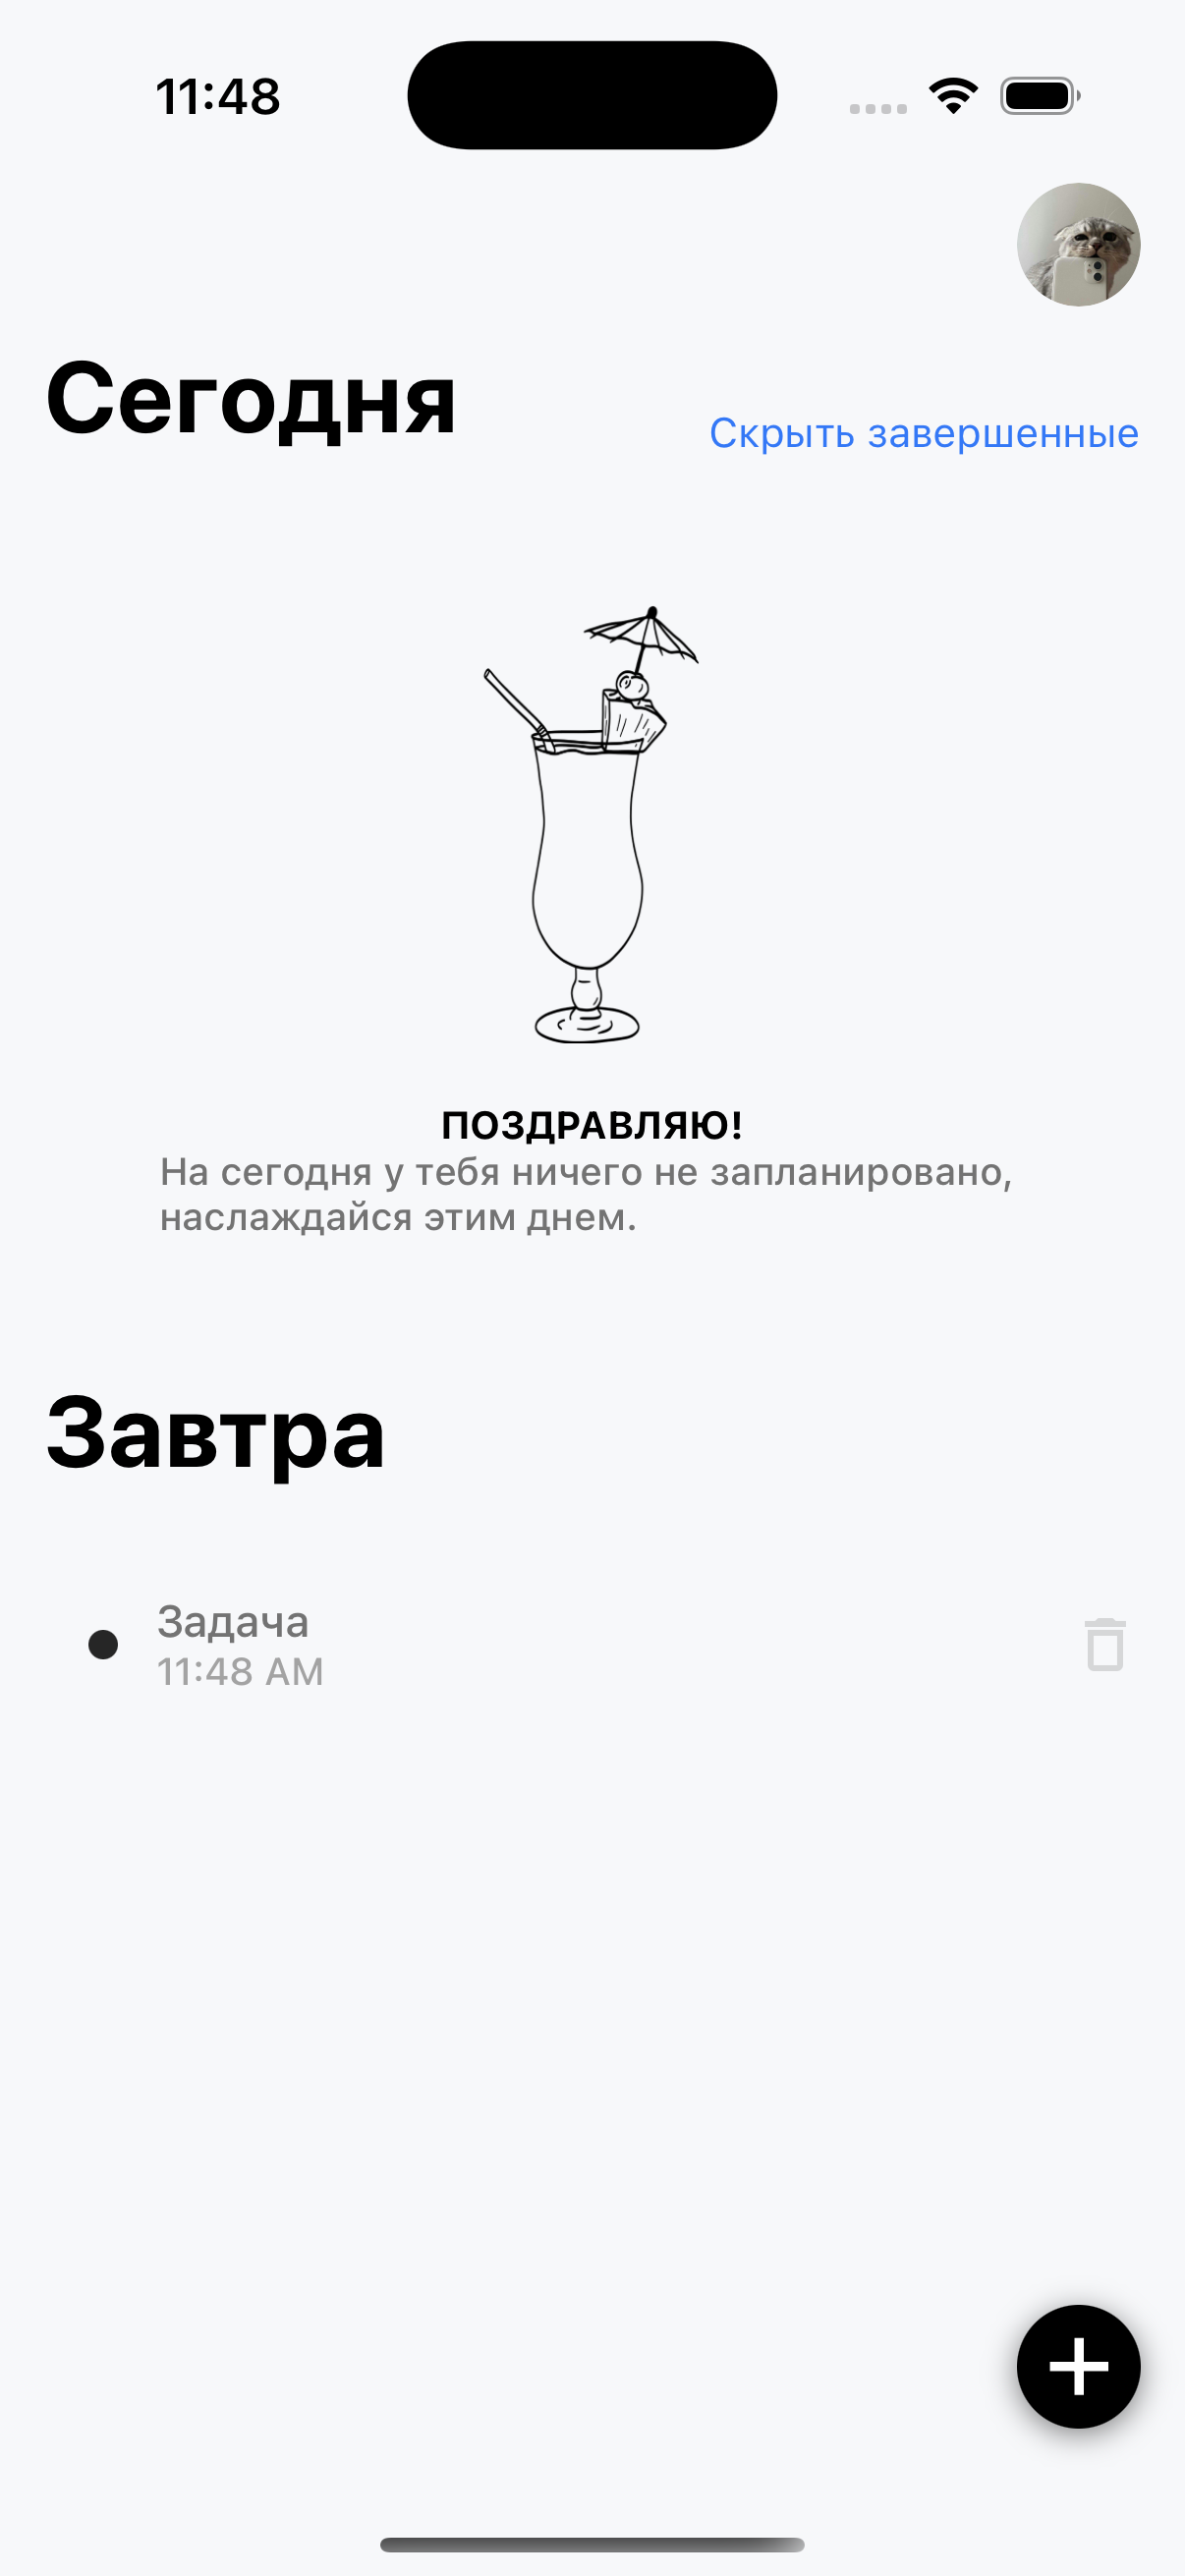 11:48
Сегодня
Скрыть завершенные
ПОЗДРАВЛЯЮ!
На сегодня у тебя ничего не запланировано,
наслаждайся этим днем.
Завтра
Задача
11:48 AM